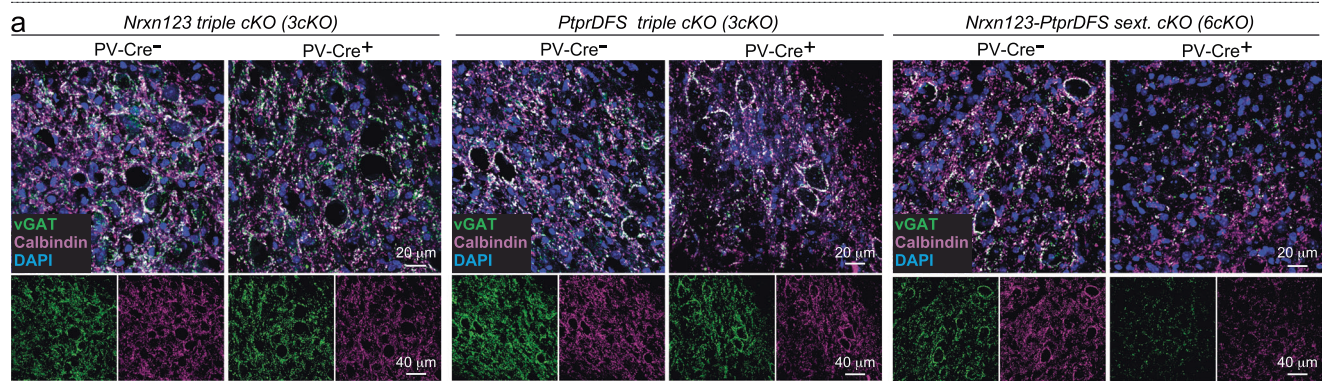 a
Nrxn123 triple cKO (3cKO)
PtprDFS triple cKO (3cKO)
Nrxn123-PtprDFS sext. cKO (6cKO)
PV-Cre−
PV-Cre+
PV-Cre−
PV-Cre+
PV-Cre−
PV-Cre+
vGAT
Calbindin
DAPI
20 μm
vGAT
Calbindin
DAPI
20 μm
vGAT
Calbindin
DAPI
20 μm
40 μm
40 μm
40 μm